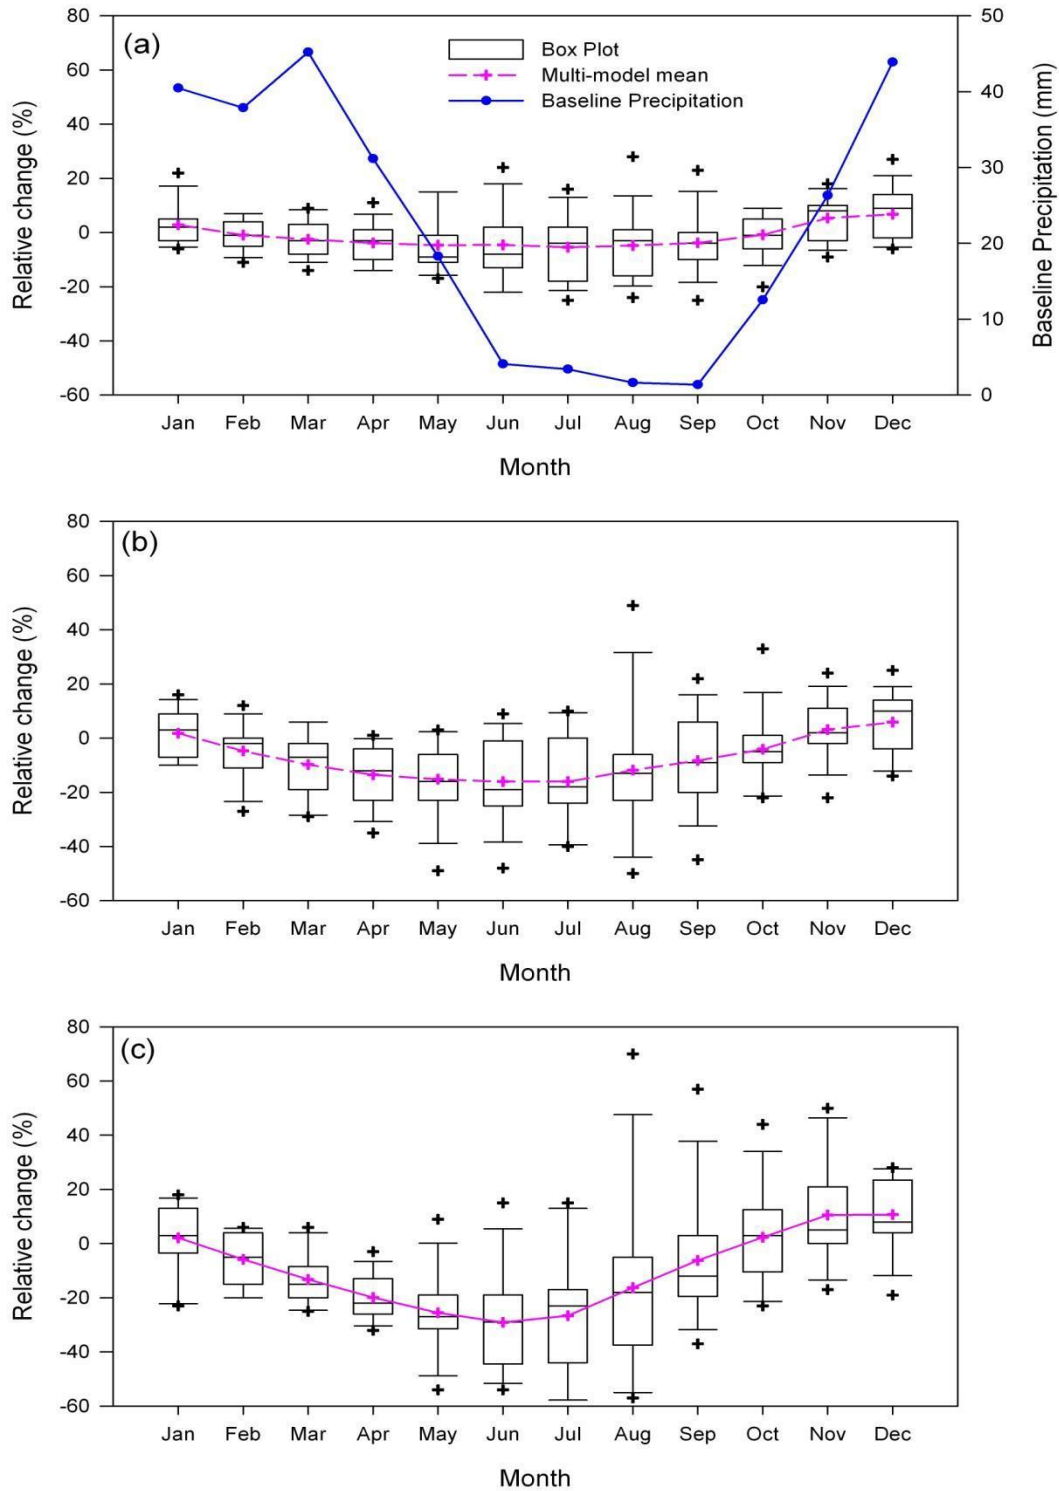 (a)
Box Plot
Multi-model mean
Baseline Precipitation
Relative change (%)
80
60
40
20
0
-20
-40
-60
Baseline Precipitation (mm)
50
40
30
20
10
0
Jan Feb Mar Apr May Jun Jul Aug Sep Oct Nov Dec
Month
(b)
Relative change (%)
80
60
40
20
0
-20
-40
-60
Jan Feb Mar Apr May Jun Jul Aug Sep Oct Nov Dec
Month
(c)
Relative change (%)
80
60
40
20
0
-20
-40
-60
Jan Feb Mar Apr May Jun Jul Aug Sep Oct Nov Dec
Month